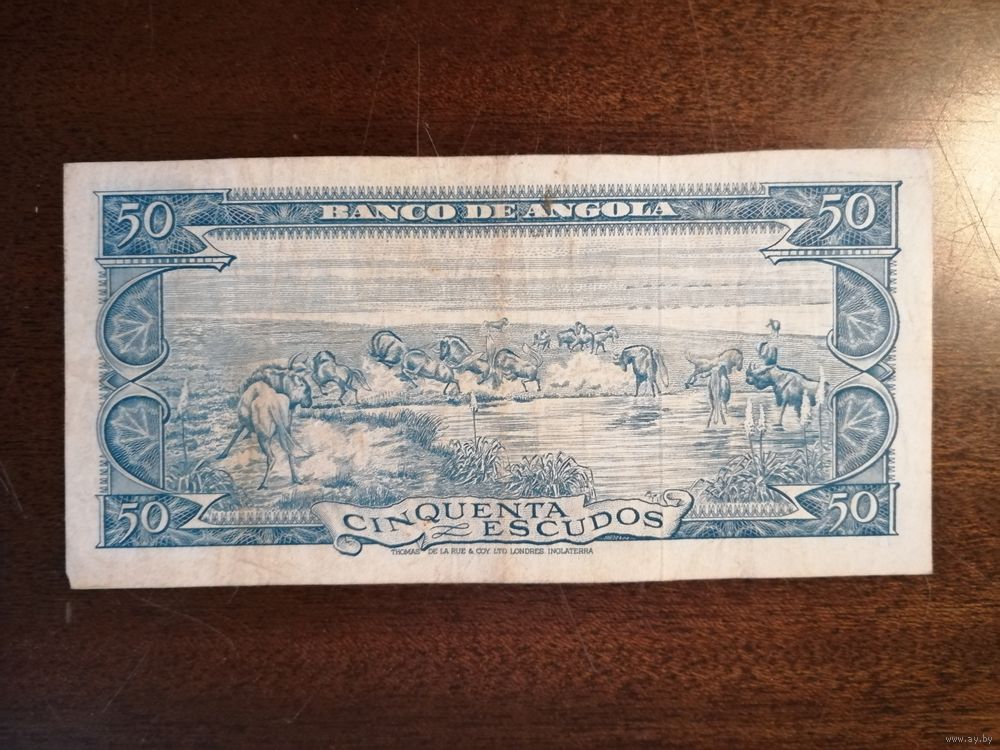 50
BANCO DE ANGOLA
50
50
CINQUENTA
ESCUDOS
50
THOMAS DE LA RUE & COY. LTD LONDRES. INGLATERRA
www.ay.by